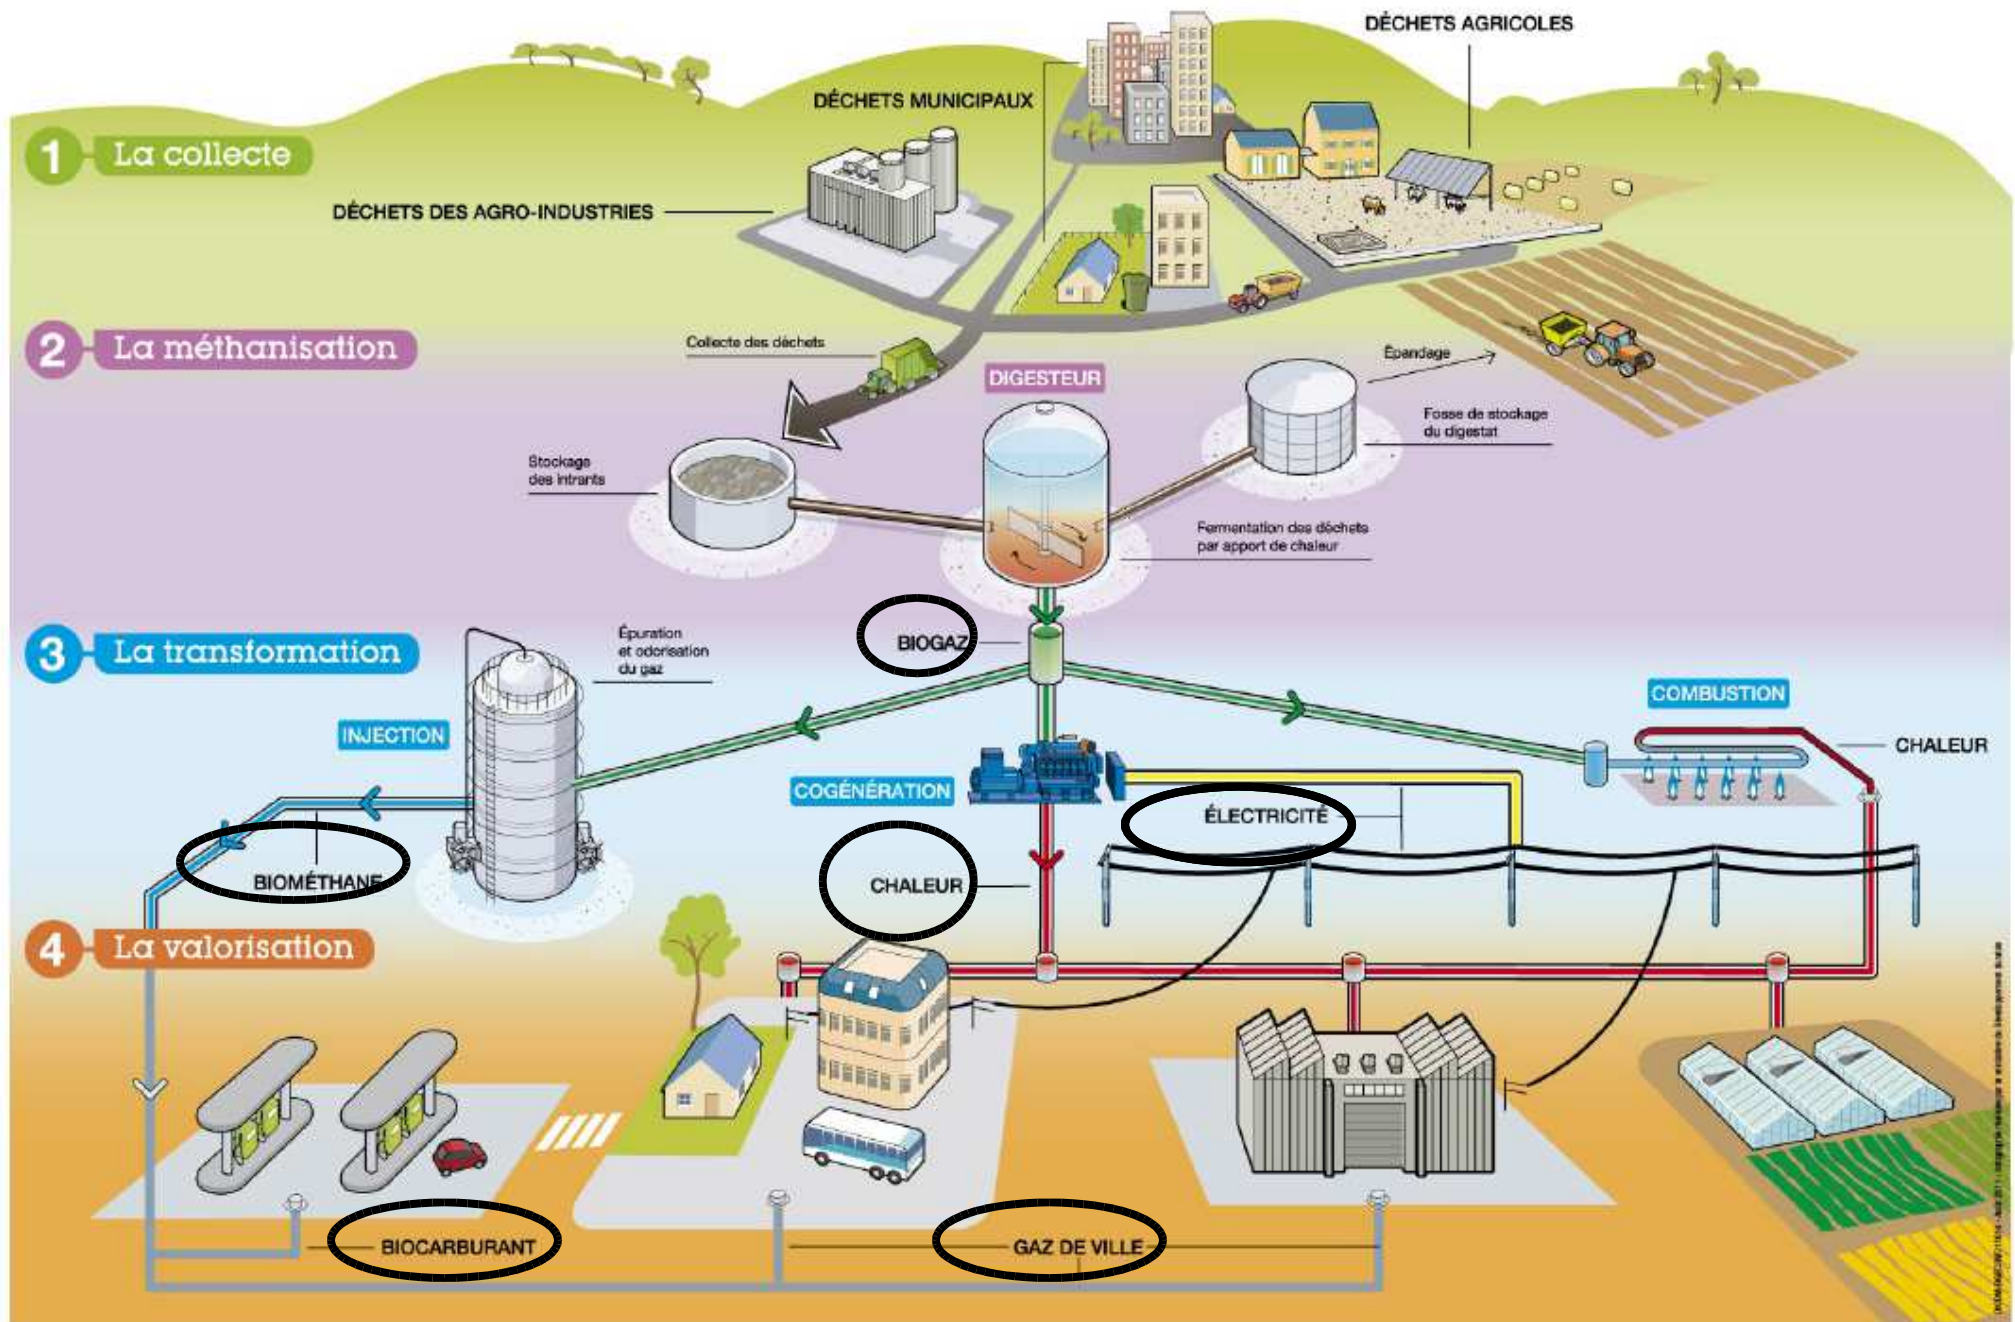 DÉCHETS AGRICOLES
DÉCHETS MUNICIPAUX
1 La collecte
DÉCHETS DES AGRO-INDUSTRIES
2 La méthanisation
Collecte des déchets
Épandage
DIGESTEUR
Fosse de stockage
du digestat
Stockage
des intrants
Fermentation des déchets
par apport de chaleur
3 La transformation
Épuration
et odorisation
du gaz
BIOGAZ
COMBUSTION
INJECTION
CHALEUR
COGÉNÉRATION
ÉLECTRICITÉ
BIOMÉTHANE
CHALEUR
4 La valorisation
BIOCARBURANT
GAZ DE VILLE